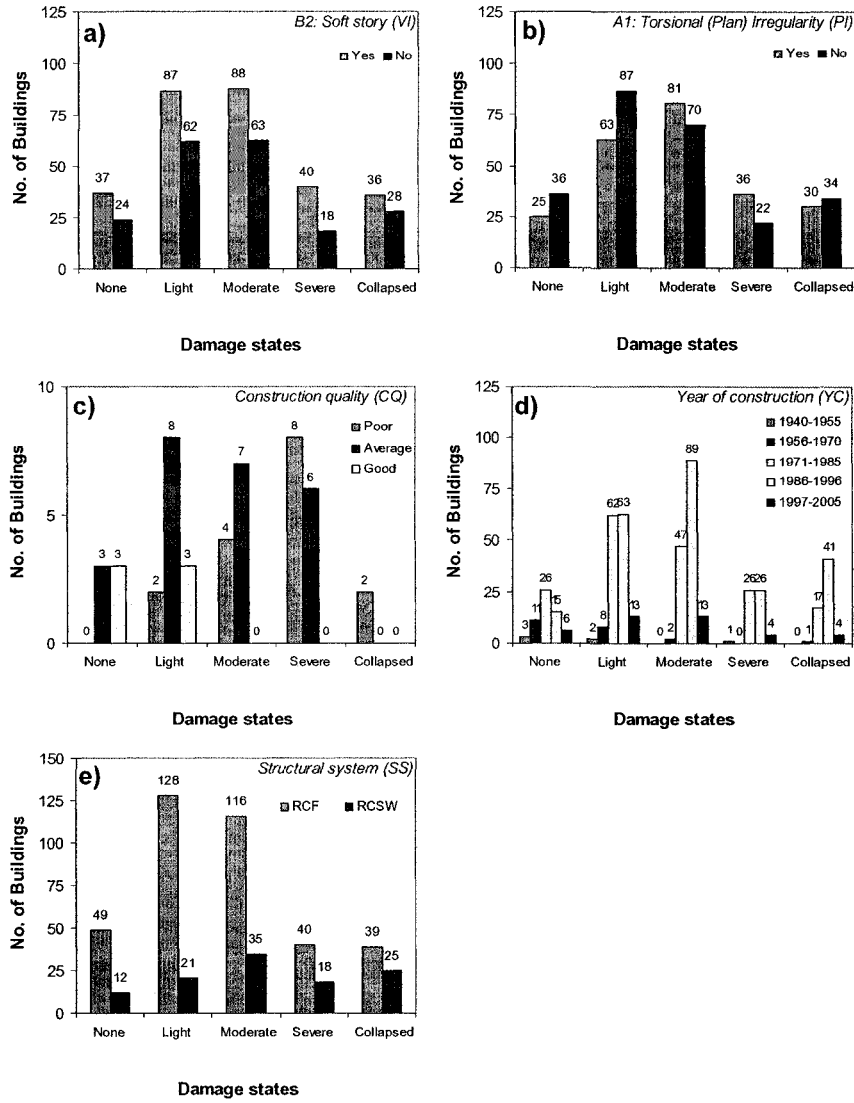 a)
B2: Soft story (VI)
Yes No
No. of Buildings
125
100
75
50
25
0
37 24 87 62 88 63 40 18 36 28
None Light Moderate Severe Collapsed
Damage states
b)
A1: Torsional (Plan) Irregularity (PI)
Yes No
No. of Buildings
125
100
75
50
25
0
25 36 63 87 81 70 36 22 30 34
None Light Moderate Severe Collapsed
Damage states
c)
Construction quality (CQ)
Poor
Average
Good
No. of Buildings
10
5
0
0 3 3 2 8 3 4 7 0 8 6 0 2 0 0
None Light Moderate Severe Collapsed
Damage states
d)
Year of construction (YC)
1940-1955
1956-1970
1971-1985
1986-1996
1997-2005
No. of Buildings
125
100
75
50
25
0
3 11 26 15 6 2 8 62 63 13 0 2 47 89 13 1 0 26 26 4 0 1 17 41 4
None Light Moderate Severe Collapsed
Damage states
e)
Structural system (SS)
RCF RCSW
No. of Buildings
150
125
100
75
50
25
0
49 12 128 21 116 35 40 18 39 25
None Light Moderate Severe Collapsed
Damage states